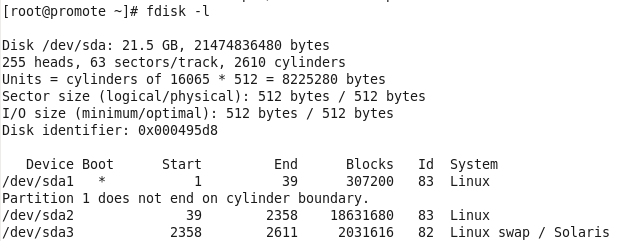 [root@promote ~]# fdisk -l
Disk /dev/sda: 21.5 GB, 21474836480 bytes
255 heads, 63 sectors/track, 2610 cylinders
Units = cylinders of 16065 * 512 = 8225280 bytes
Sector size (logical/physical): 512 bytes / 512 bytes
I/O size (minimum/optimal): 512 bytes / 512 bytes
Disk identifier: 0x000495d8
   Device Boot      Start         End      Blocks   Id  System
/dev/sda1   *           1          39      307200   83  Linux
Partition 1 does not end on cylinder boundary.
/dev/sda2              39        2358    18631680   83  Linux
/dev/sda3            2358        2611     2031616   82  Linux swap / Solaris